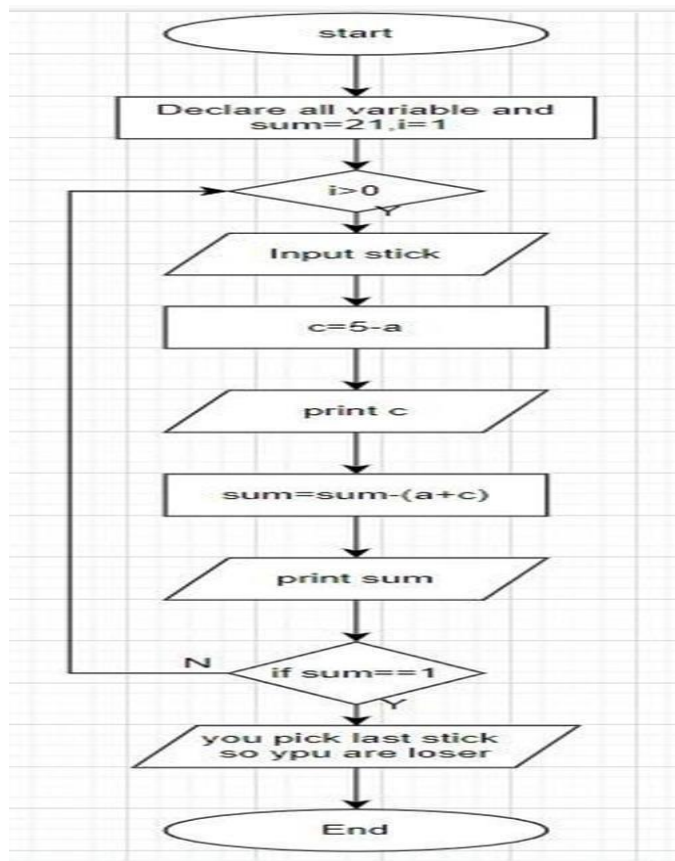 start
Declare all variable and
sum=21,i=1
i>0
Y
Input stick
c=5-a
print c
sum=sum-(a+c)
print sum
N
if sum==1
Y
you pick last stick
so ypu are loser
End